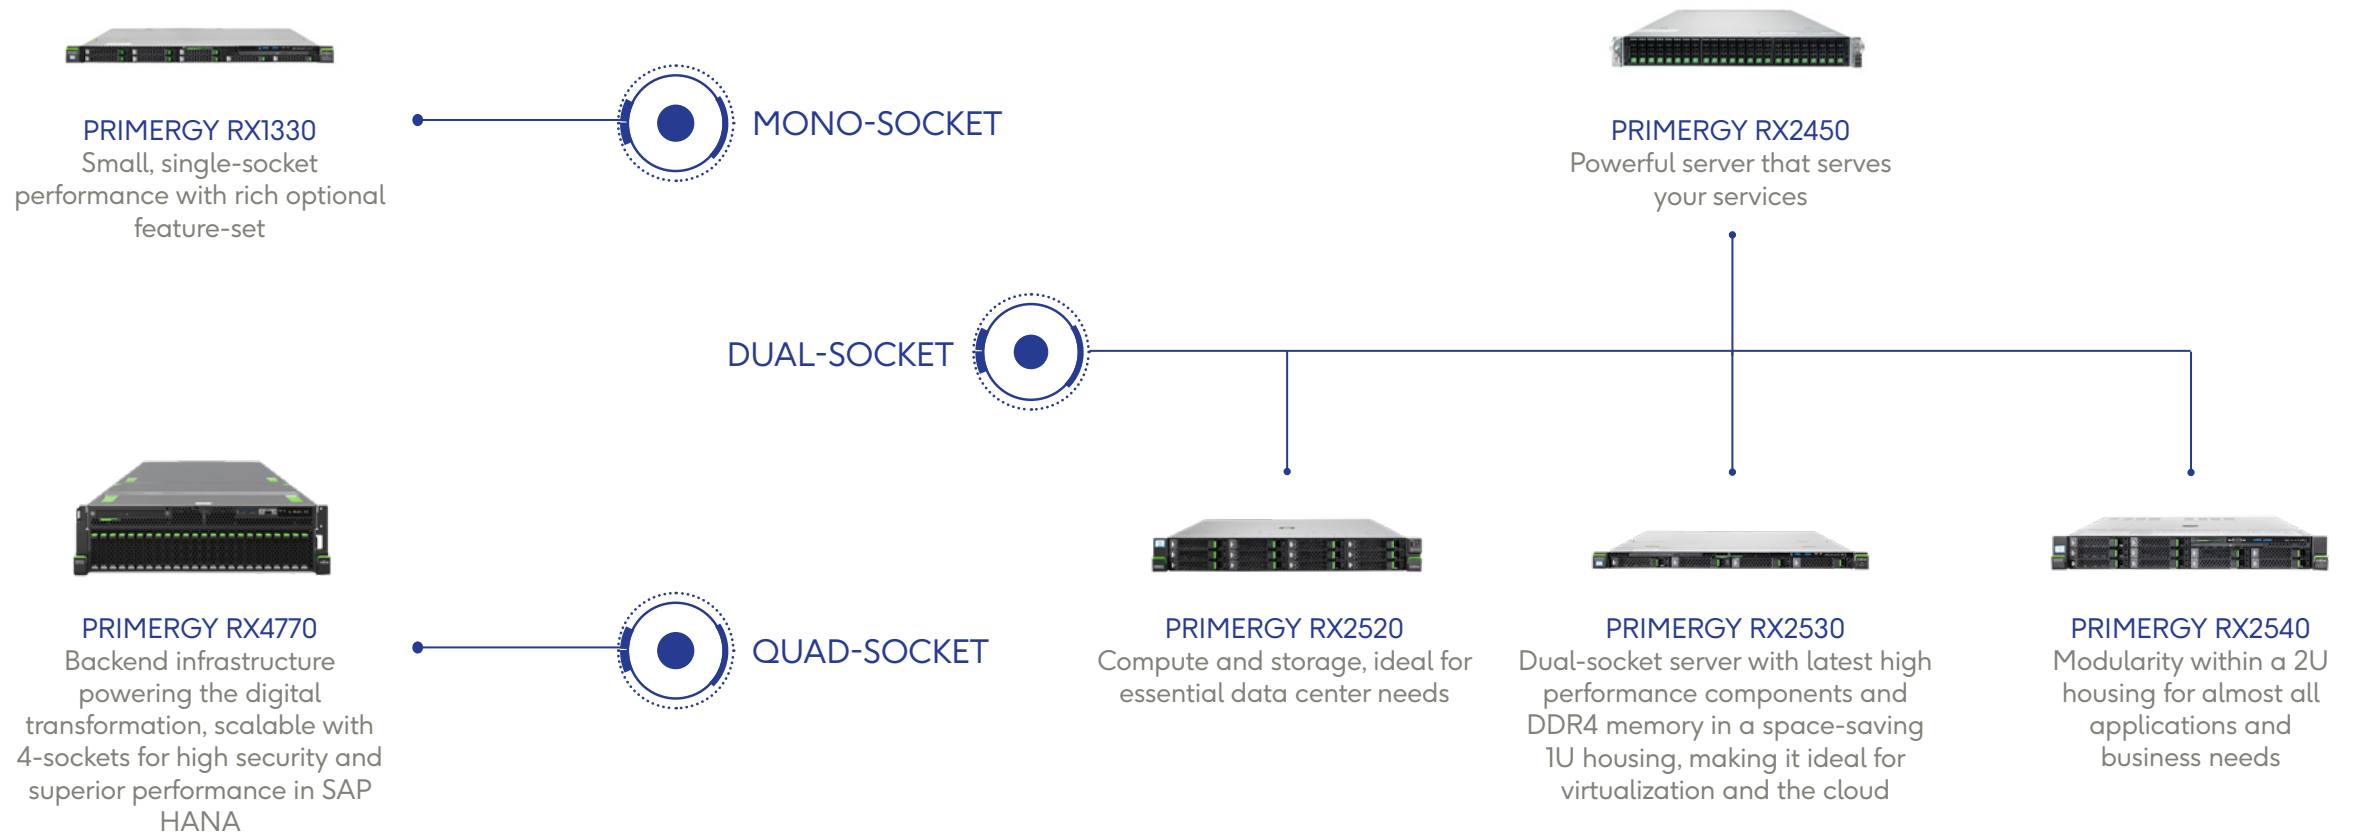 PRIMERGY RX1330
Small, single-socket
performance with rich optional
feature-set
MONO-SOCKET
PRIMERGY RX2450
Powerful server that serves
your services
DUAL-SOCKET
PRIMERGY RX4770
Backend infrastructure
powering the digital
transformation, scalable with
4-sockets for high security and
superior performance in SAP
HANA
QUAD-SOCKET
PRIMERGY RX2520
Compute and storage, ideal for
essential data center needs
PRIMERGY RX2530
Dual-socket server with latest high
performance components and
DDR4 memory in a space-saving
1U housing, making it ideal for
virtualization and the cloud
PRIMERGY RX2540
Modularity within a 2U
housing for almost all
applications and
business needs